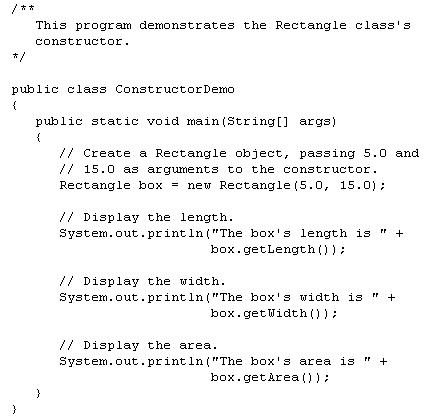 /**
This program demonstrates the Rectangle class's
constructor.
*/
public class ConstructorDemo
{
public static void main(String[] args)
{
// Create a Rectangle object, passing 5.0 and
// 15.0 as arguments to the constructor.
Rectangle box = new Rectangle(5.0, 15.0);
// Display the length.
System.out.println("The box's length is " +
box.getLength());
// Display the width.
System.out.println("The box's width is " +
box.getWidth());
// Display the area.
System.out.println("The box's area is " +
box.getArea());
}
}